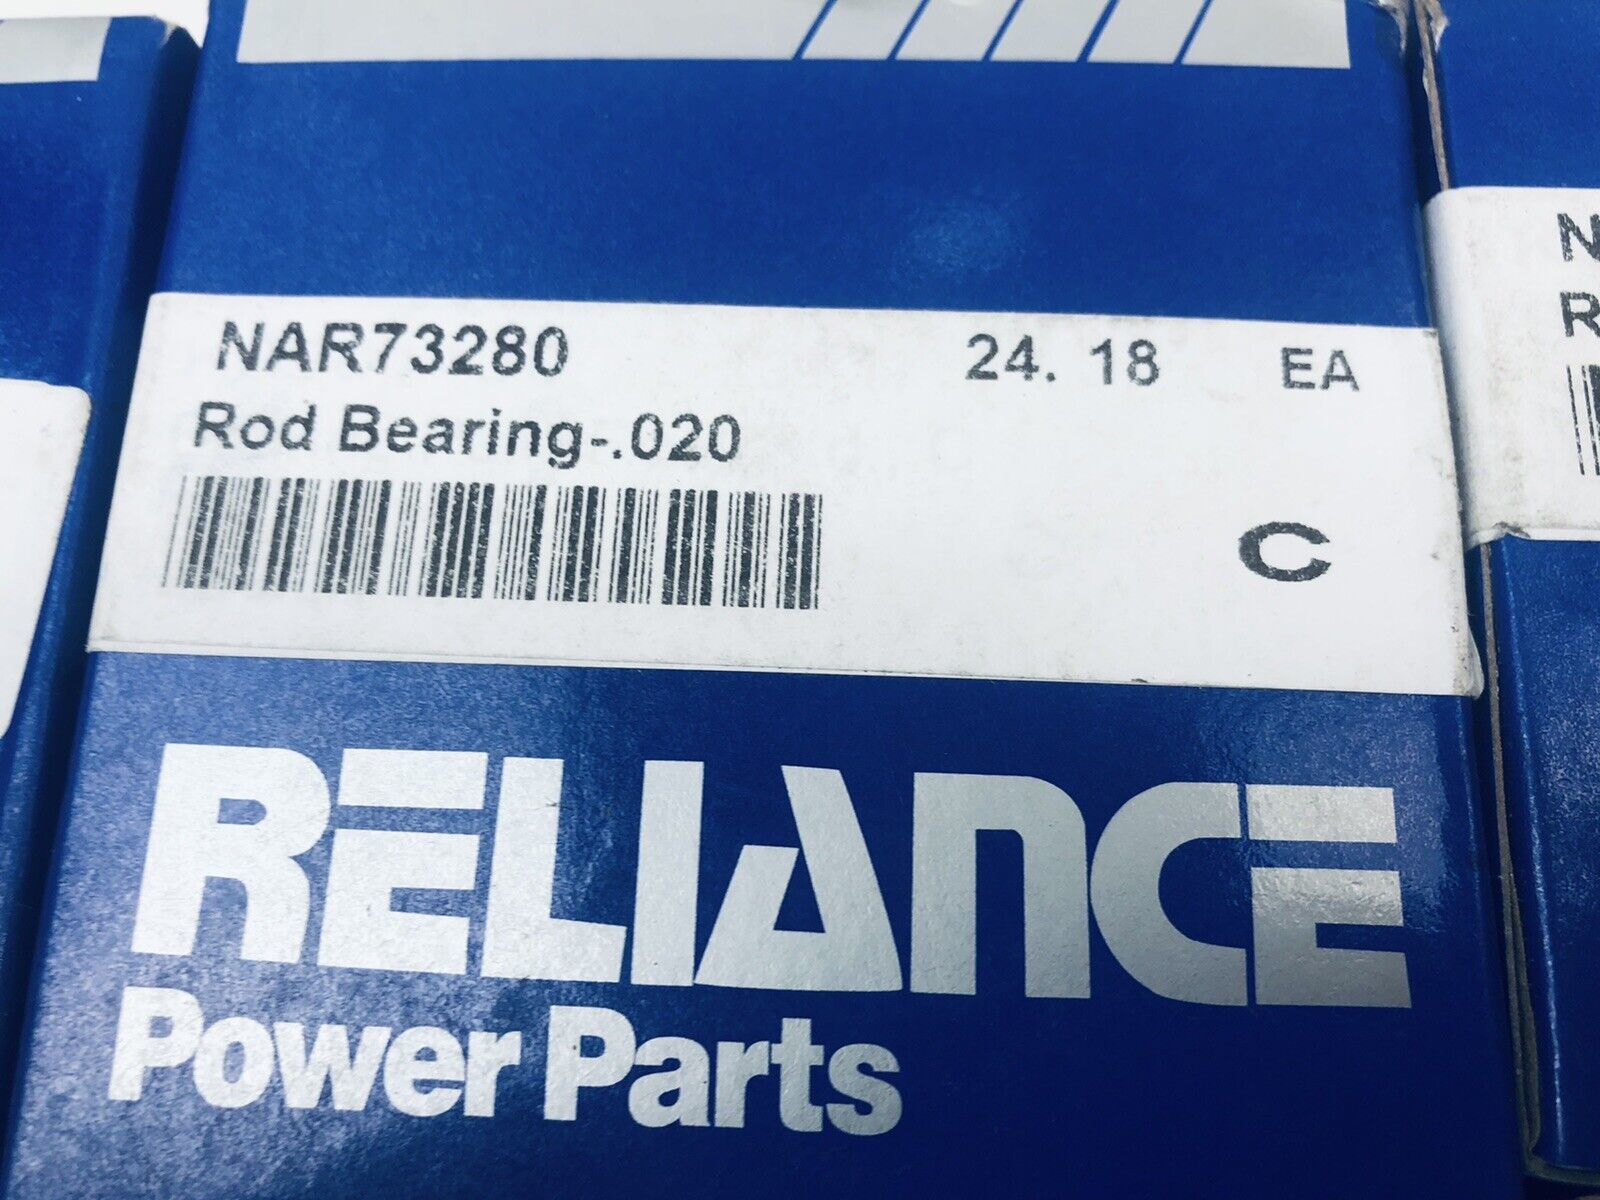 NAR73280 24. 18 EA
Rod Bearing-.020
C
RELIANCE
Power Parts
N
R